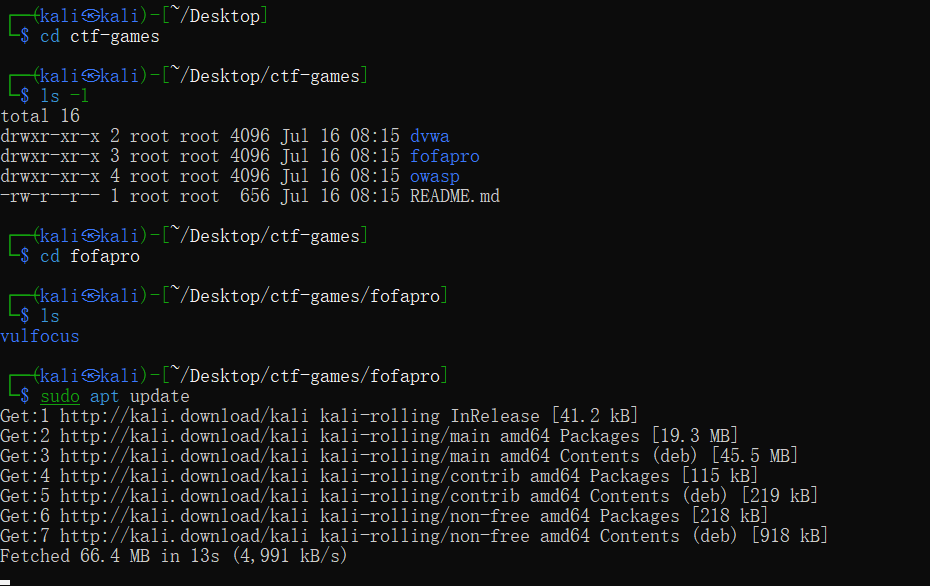 ┌──(kali㉿kali)-[~/Desktop]
└─$ cd ctf-games
┌──(kali㉿kali)-[~/Desktop/ctf-games]
└─$ ls -l
total 16
drwxr-xr-x 2 root root 4096 Jul 16 08:15 dvwa
drwxr-xr-x 3 root root 4096 Jul 16 08:15 fofapro
drwxr-xr-x 4 root root 4096 Jul 16 08:15 owasp
-rw-r--r-- 1 root root  656 Jul 16 08:15 README.md
┌──(kali㉿kali)-[~/Desktop/ctf-games]
└─$ cd fofapro
┌──(kali㉿kali)-[~/Desktop/ctf-games/fofapro]
└─$ ls
vulfocus
┌──(kali㉿kali)-[~/Desktop/ctf-games/fofapro]
└─$ sudo apt update
Get:1 http://kali.download/kali kali-rolling InRelease [41.2 kB]
Get:2 http://kali.download/kali kali-rolling/main amd64 Packages [19.3 MB]
Get:3 http://kali.download/kali kali-rolling/main amd64 Contents (deb) [45.5 MB]
Get:4 http://kali.download/kali kali-rolling/contrib amd64 Packages [115 kB]
Get:5 http://kali.download/kali kali-rolling/contrib amd64 Contents (deb) [219 kB]
Get:6 http://kali.download/kali kali-rolling/non-free amd64 Packages [218 kB]
Get:7 http://kali.download/kali kali-rolling/non-free amd64 Contents (deb) [918 kB]
Fetched 66.4 MB in 13s (4,991 kB/s)